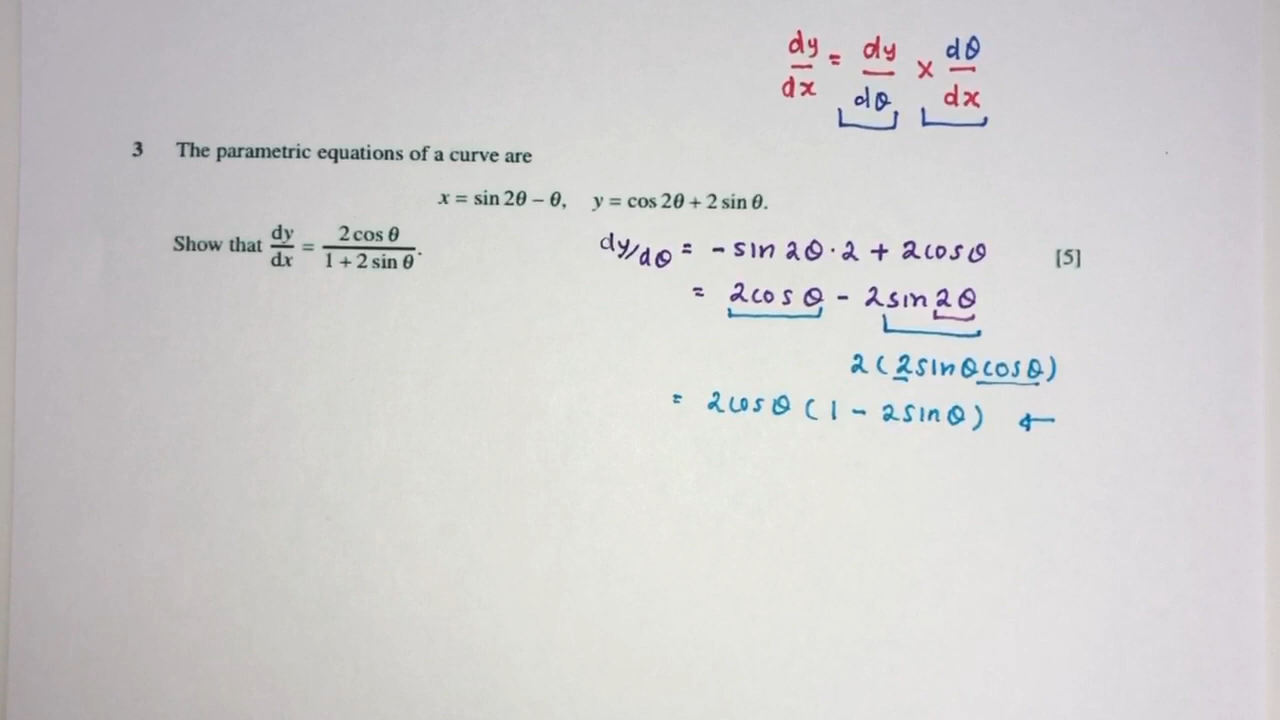 dy/dx = dy/dθ × dθ/dx
3 The parametric equations of a curve are
x = sin 2θ − θ, y = cos 2θ + 2 sin θ.
Show that dy/dx = 2 cos θ / 1 + 2 sin θ. [5]
dy/dθ = - sin 2θ · 2 + 2cosθ
= 2cos θ - 2sin 2θ
2(2sinθcosθ)
= 2cosθ (1 - 2sinθ) ←